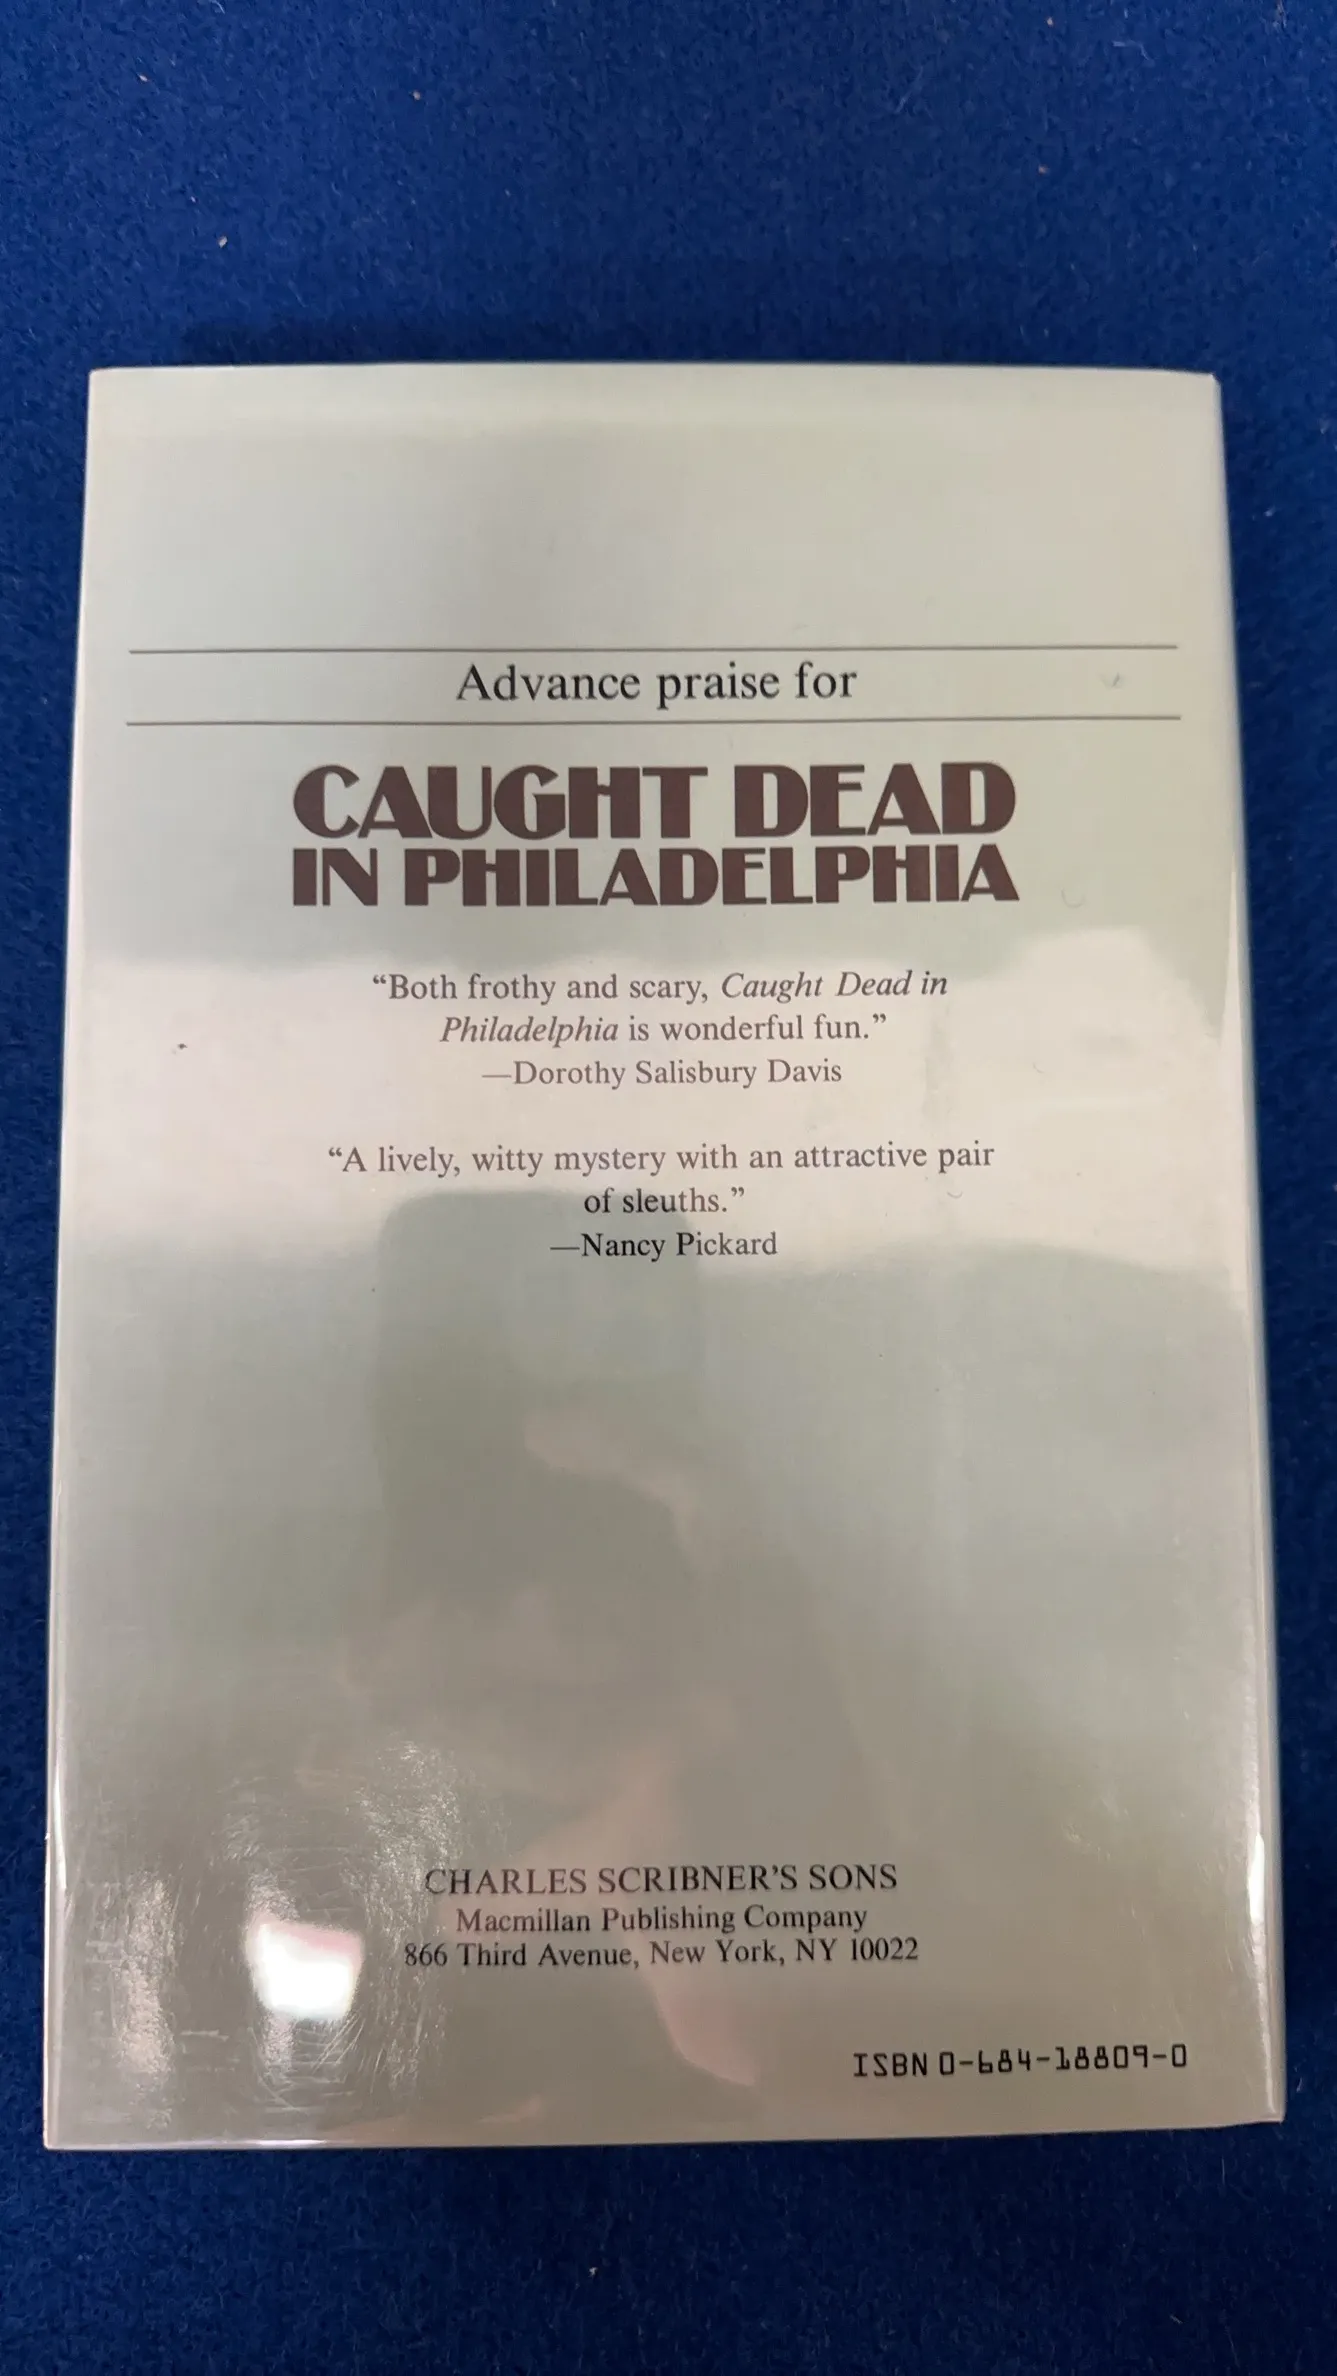 Advance praise for
CAUGHT DEAD
IN PHILADELPHIA
“Both frothy and scary, Caught Dead in
Philadelphia is wonderful fun.”
—Dorothy Salisbury Davis
“A lively, witty mystery with an attractive pair
of sleuths.”
—Nancy Pickard
CHARLES SCRIBNER'S SONS
Macmillan Publishing Company
866 Third Avenue, New York, NY 10022
ISBN 0-684-18809-0